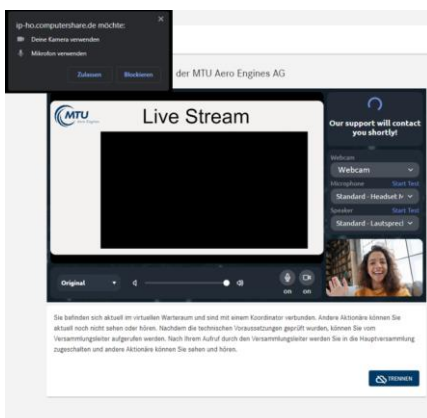 ip-ho.computershare.de möchte:
Deine Kamera verwenden
Mikrofon verwenden
Zulassen Blockieren
der MTU Aero Engines AG
MTU
Aero Engines
Live Stream
Our support will contact
you shortly!
Webcam
Webcam
Microphone Start Test
Standard - Headset M
Speaker Start Test
Standard - Lautsprecl
Original
on on
Sie befinden sich aktuell im virtuellen Warteraum und sind mit einem Koordinator verbunden. Andere Aktionäre können Sie
aktuell noch nicht sehen oder hören. Nachdem die technischen Voraussetzungen geprüft wurden, können Sie vom
Versammlungsleiter aufgerufen werden. Nach Ihrem Aufruf durch den Versammlungsleiter werden Sie in die Hauptversammlung
zugeschalten und andere Aktionäre können Sie sehen und hören.
TRENNEN